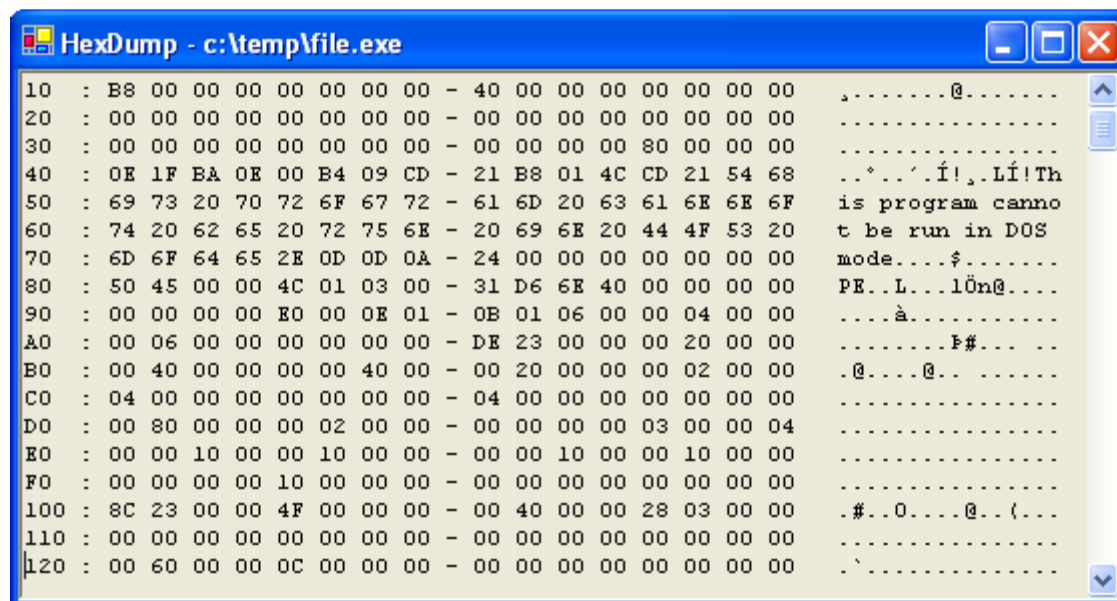 HexDump - c:\temp\file.exe
10 : B8 00 00 00 00 00 00 00 - 40 00 00 00 00 00 00 00 ¸.......@.......
20 : 00 00 00 00 00 00 00 00 - 00 00 00 00 00 00 00 00 ................
30 : 00 00 00 00 00 00 00 00 - 00 00 00 00 80 00 00 00 ................
40 : 0E 1F BA 0E 00 B4 09 CD - 21 B8 01 4C CD 21 54 68 ..º..´.Í!¸.LÍ!Th
50 : 69 73 20 70 72 6F 67 72 - 61 6D 20 63 61 6E 6E 6F is program canno
60 : 74 20 62 65 20 72 75 6E - 20 69 6E 20 44 4F 53 20 t be run in DOS
70 : 6D 6F 64 65 2E 0D 0D 0A - 24 00 00 00 00 00 00 00 mode....$.......
80 : 50 45 00 00 4C 01 03 00 - 31 D6 6E 40 00 00 00 00 PE..L...1Ön@....
90 : 00 00 00 00 E0 00 0E 01 - 0B 01 06 00 00 04 00 00 ....à...........
A0 : 00 06 00 00 00 00 00 00 - DE 23 00 00 00 20 00 00 ........Þ#... ..
B0 : 00 40 00 00 00 00 40 00 - 00 20 00 00 00 02 00 00 .@....@.. ......
C0 : 04 00 00 00 00 00 00 00 - 04 00 00 00 00 00 00 00 ................
D0 : 00 80 00 00 00 02 00 00 - 00 00 00 00 03 00 00 04 ................
E0 : 00 00 10 00 00 10 00 00 - 00 00 10 00 00 10 00 00 ................
F0 : 00 00 00 00 10 00 00 00 - 00 00 00 00 00 00 00 00 ................
100 : 8C 23 00 00 4F 00 00 00 - 00 40 00 00 28 03 00 00 .#..O....@..(...
110 : 00 00 00 00 00 00 00 00 - 00 00 00 00 00 00 00 00 ................
120 : 00 60 00 00 0C 00 00 00 - 00 00 00 00 00 00 00 00 .`..............